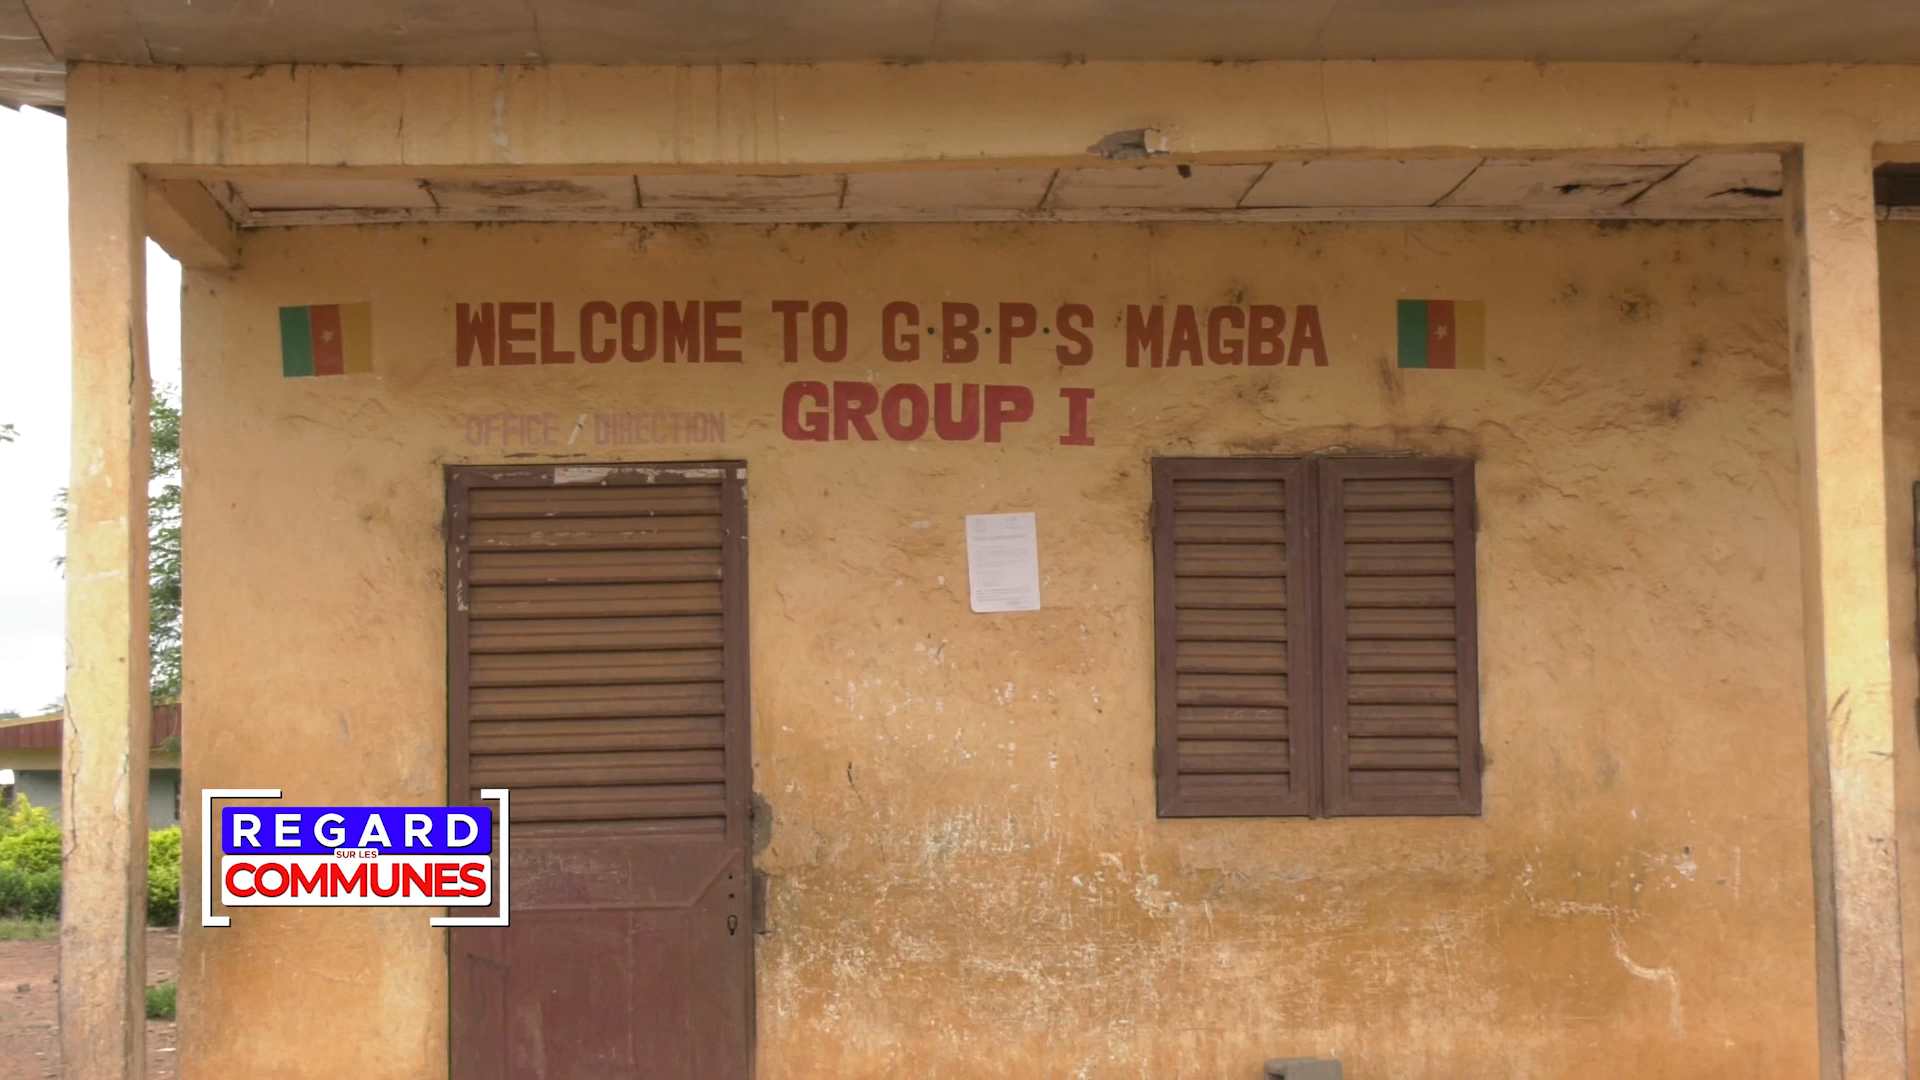 WELCOME TO G.B.P.S MAGBA
GROUP I
OFFICE / DIRECTION
REGARD
SUR LES
COMMUNES